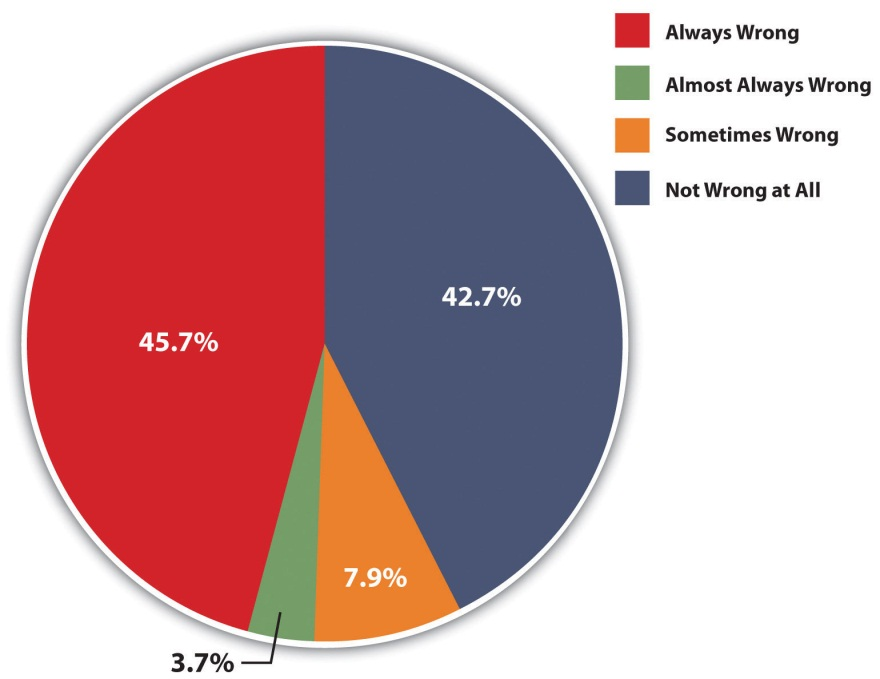 Always Wrong
Almost Always Wrong
Sometimes Wrong
Not Wrong at All
42.7%
45.7%
7.9%
3.7%